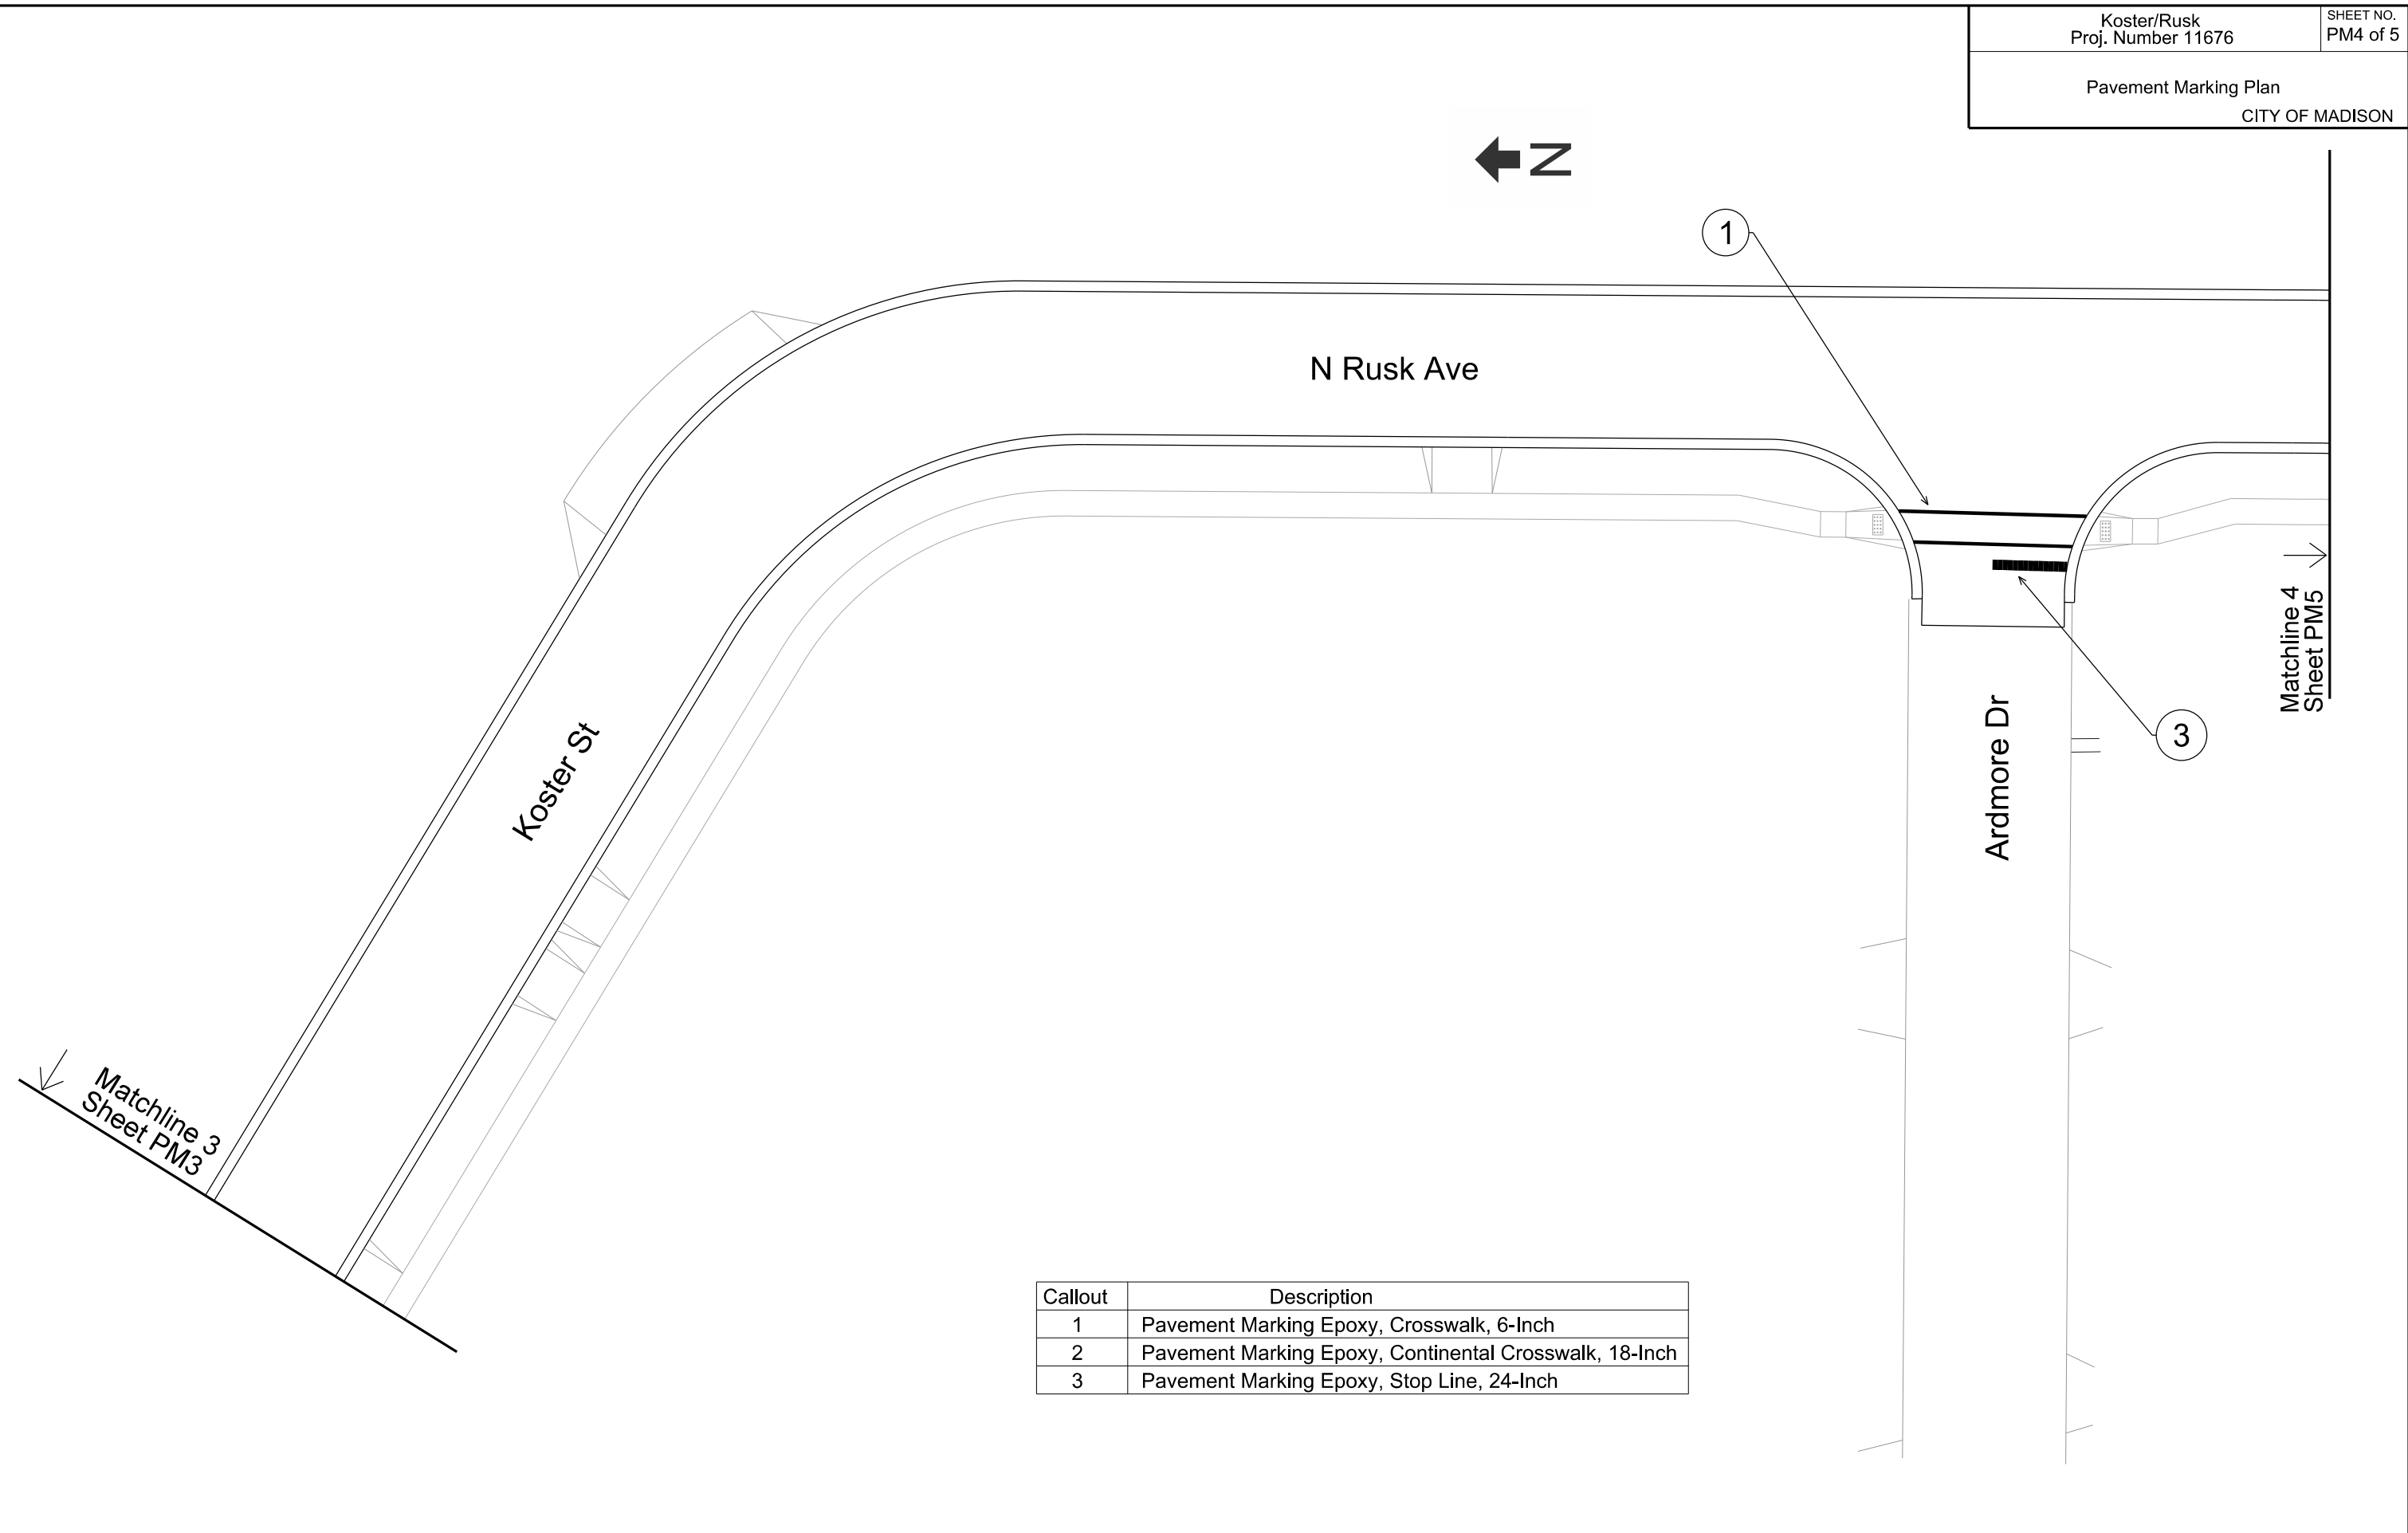 Koster/Rusk
Proj. Number 11676
SHEET NO.
PM4 of 5
Pavement Marking Plan
CITY OF MADISON
N
1
N Rusk Ave
Matchline 4
Sheet PM5
3
Ardmore Dr
Koster St
Matchline 3
Sheet PM3
Callout Description
1 Pavement Marking Epoxy, Crosswalk, 6-Inch
2 Pavement Marking Epoxy, Continental Crosswalk, 18-Inch
3 Pavement Marking Epoxy, Stop Line, 24-Inch